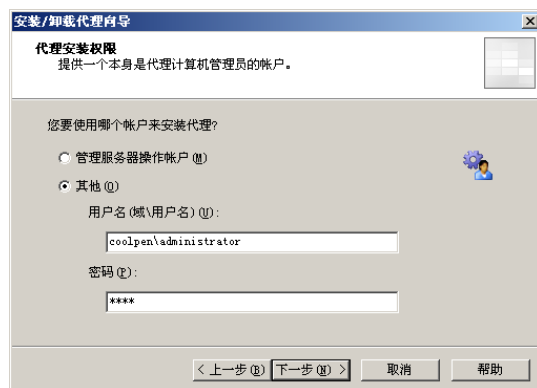 安装/卸载代理向导
代理安装权限
提供一个本身是代理计算机管理员的帐户。
您要使用哪个帐户来安装代理?
管理服务器操作帐户(M)
其他(O)
用户名(域\用户名)(U):
coolpen\administrator
密码(P):
****
< 上一步(B) 下一步(N) > 取消 帮助